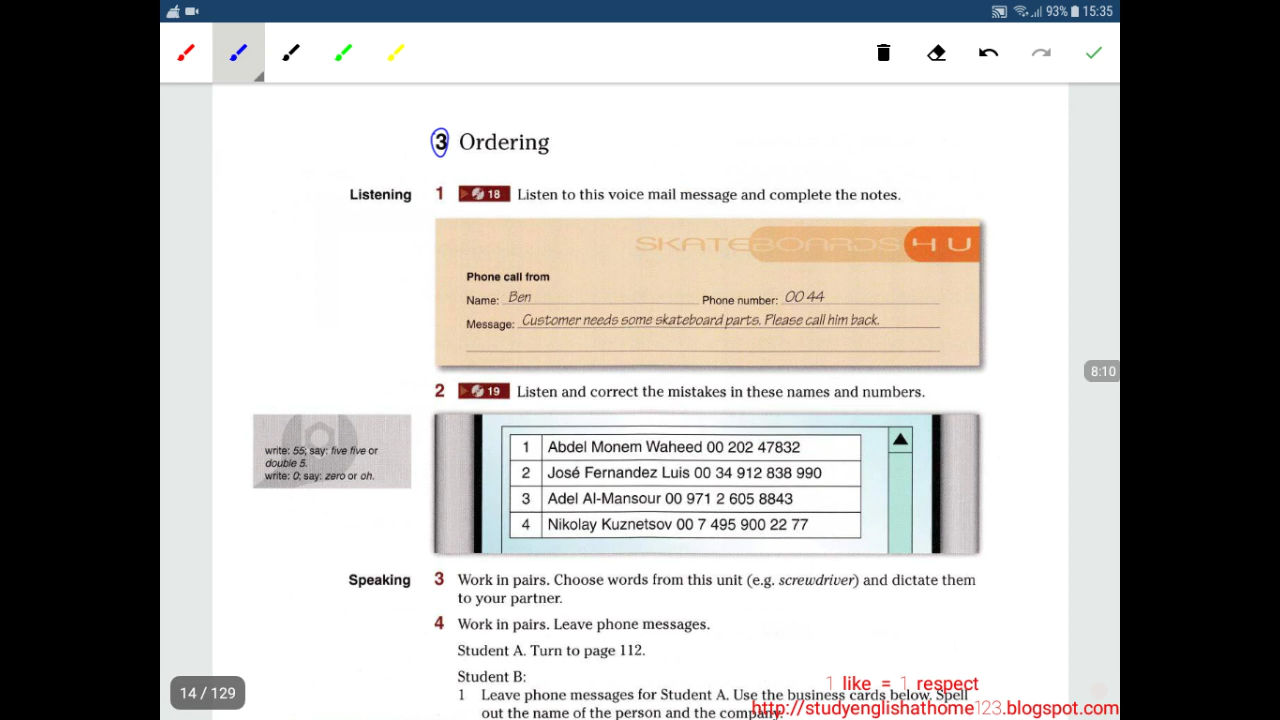 93% 15:35
3 Ordering
Listening 1 18 Listen to this voice mail message and complete the notes.
SKATEBOARDS 4 U
Phone call from
Name: Ben Phone number: 00 44
Message: Customer needs some skateboard parts. Please call him back.
8:10
2 19 Listen and correct the mistakes in these names and numbers.
write: 55; say: five five or
double 5.
write: 0; say: zero or oh.
1 Abdel Monem Waheed 00 202 47832
2 José Fernandez Luis 00 34 912 838 990
3 Adel Al-Mansour 00 971 2 605 8843
4 Nikolay Kuznetsov 00 7 495 900 22 77
Speaking 3 Work in pairs. Choose words from this unit (e.g. screwdriver) and dictate them
to your partner.
4 Work in pairs. Leave phone messages.
Student A. Turn to page 112.
Student B:
1 Leave phone messages for Student A. Use the business cards below. Spell
out the name of the person and the company.
14 / 129
1 like = 1 respect
http://studyenglishathome123.blogspot.com